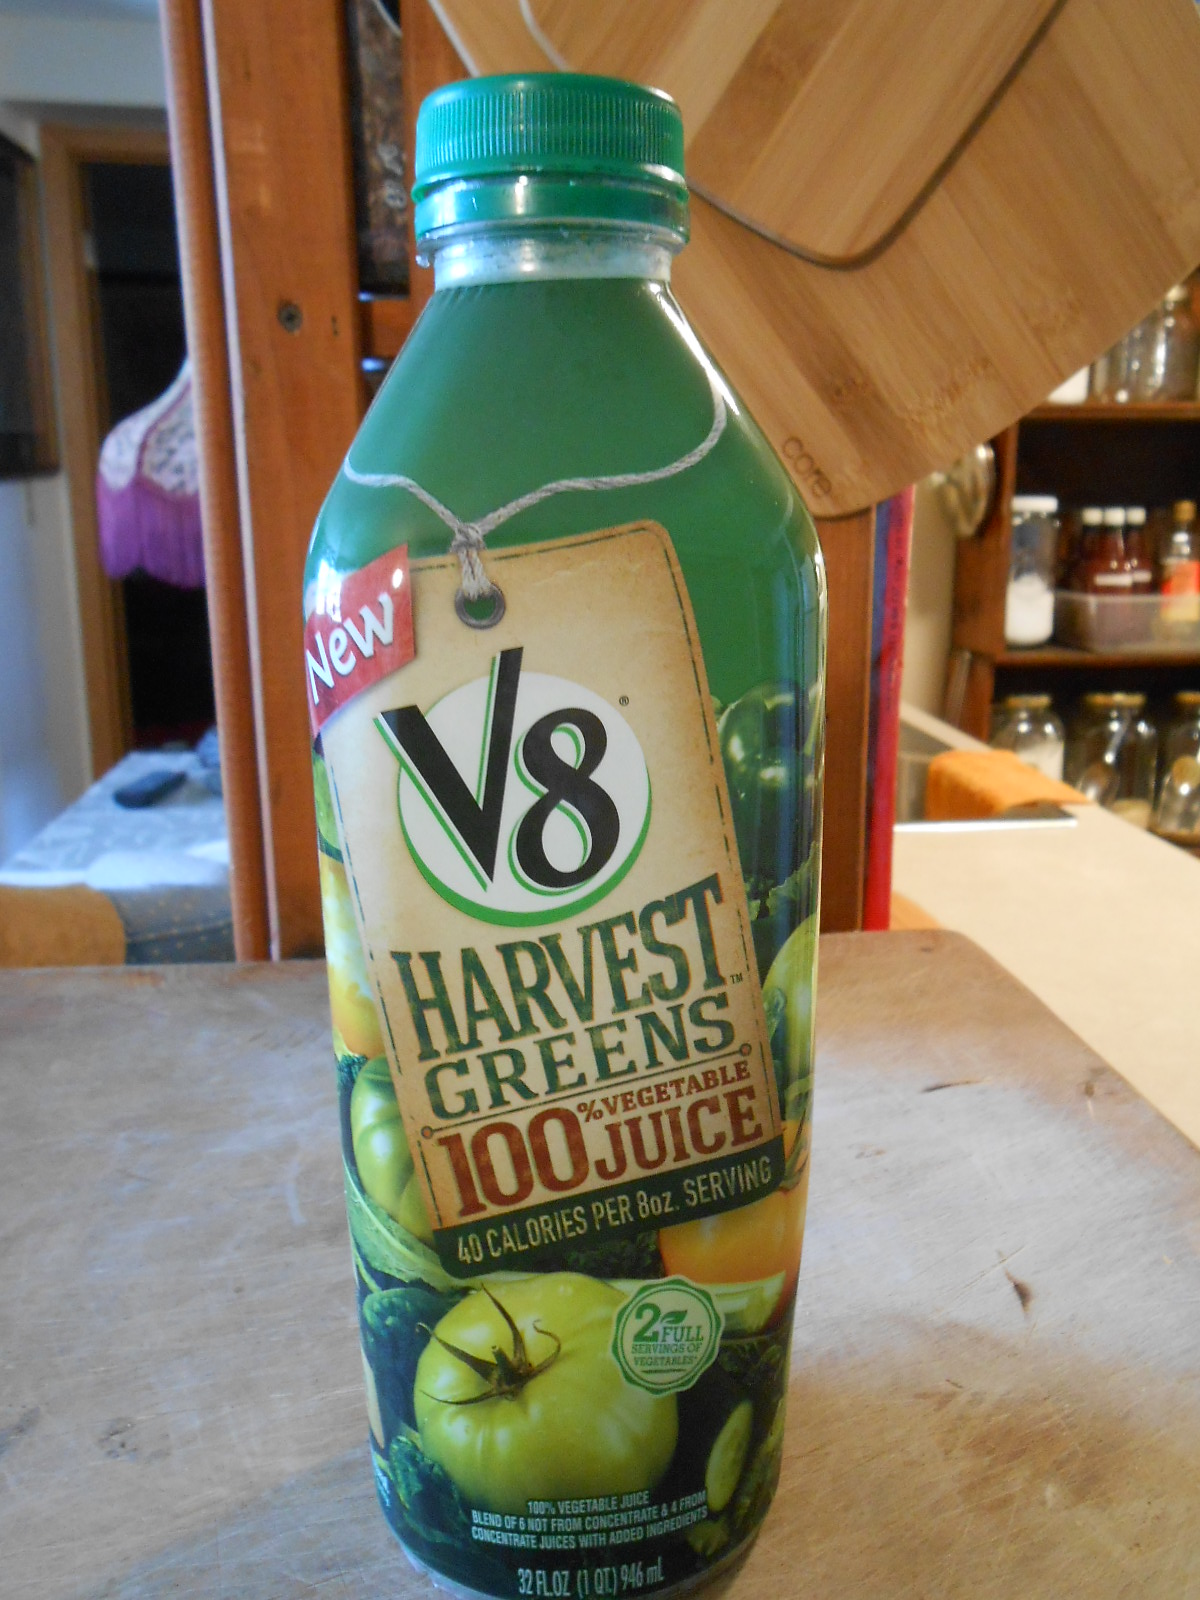 core
New
V8®
HARVEST™
GREENS
100% VEGETABLE
JUICE
40 CALORIES PER 8oz. SERVING
2 FULL
SERVINGS OF
VEGETABLES*
100% VEGETABLE JUICE
BLEND OF 6 NOT FROM CONCENTRATE & 4 FROM
CONCENTRATE JUICES WITH ADDED INGREDIENTS
32 FL.OZ (1 QT.) 946 mL